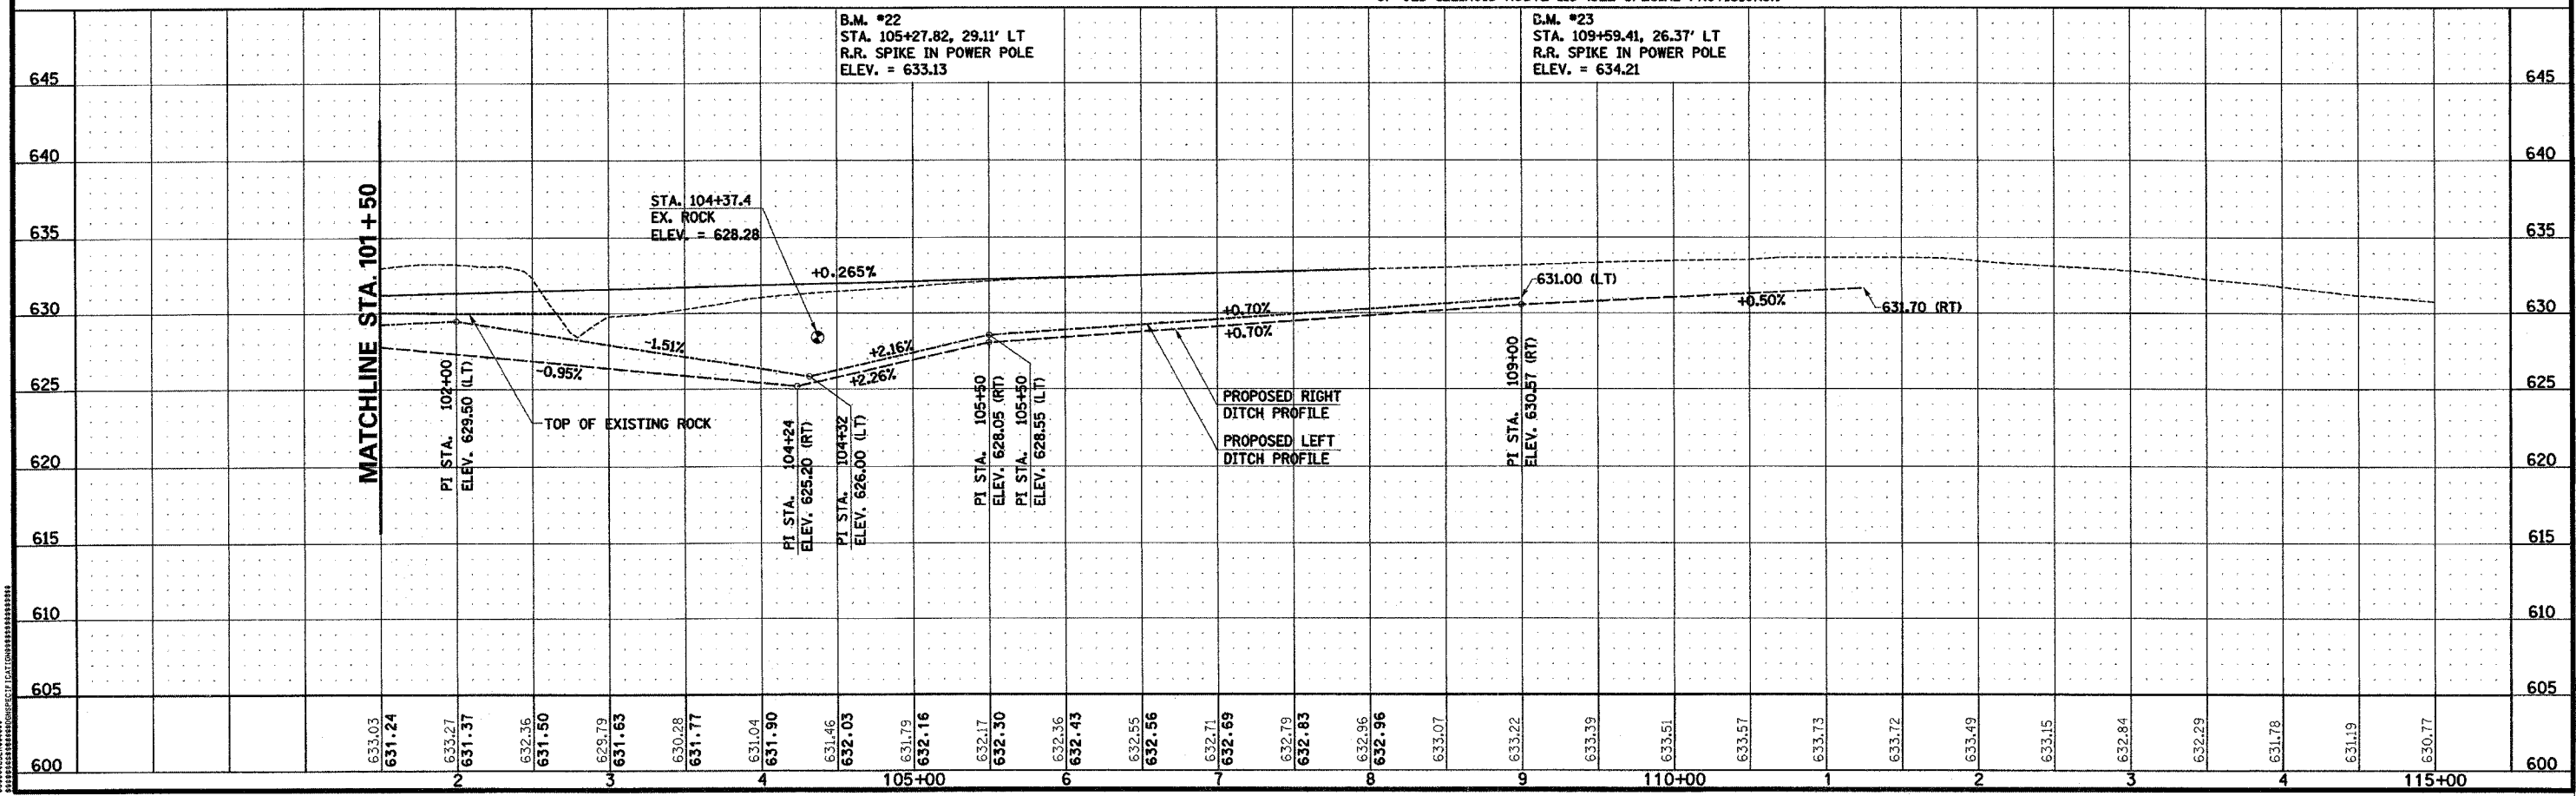 B.M. #22
STA. 105+27.82, 29.11' LT
R.R. SPIKE IN POWER POLE
ELEV. = 633.13
B.M. #23
STA. 109+59.41, 26.37' LT
R.R. SPIKE IN POWER POLE
ELEV. = 634.21
645 645
640 640
635 635
630 630
625 625
620 620
615 615
610 610
605 605
600 600
MATCHLINE STA. 101+50
STA. 104+37.4
EX. ROCK
ELEV. = 628.28
+0.265%
-1.51%
-0.95%
+2.16%
+2.26%
+0.70%
+0.70%
+0.50%
631.00 (LT)
631.70 (RT)
TOP OF EXISTING ROCK
PI STA. 102+00
ELEV. 629.50 (LT)
PI STA. 104+24
ELEV. 625.20 (RT)
PI STA. 104+32
ELEV. 626.00 (LT)
PI STA. 105+50
ELEV. 628.05 (RT)
PI STA. 105+50
ELEV. 628.55 (LT)
PROPOSED RIGHT
DITCH PROFILE
PROPOSED LEFT
DITCH PROFILE
PI STA. 109+00
ELEV. 630.57 (RT)
633.03
631.24
633.27
631.37
632.36
631.50
629.79
631.63
630.28
631.77
631.04
631.90
631.46
632.03
631.79
632.16
632.17
632.30
632.36
632.43
632.55
632.56
632.71
632.69
632.79
632.83
632.96
632.96
633.07
633.22
633.39
633.51
633.57
633.73
633.72
633.49
633.15
632.84
632.29
631.78
631.19
630.77
2 3 4 105+00 6 7 8 9 110+00 1 2 3 4 115+00